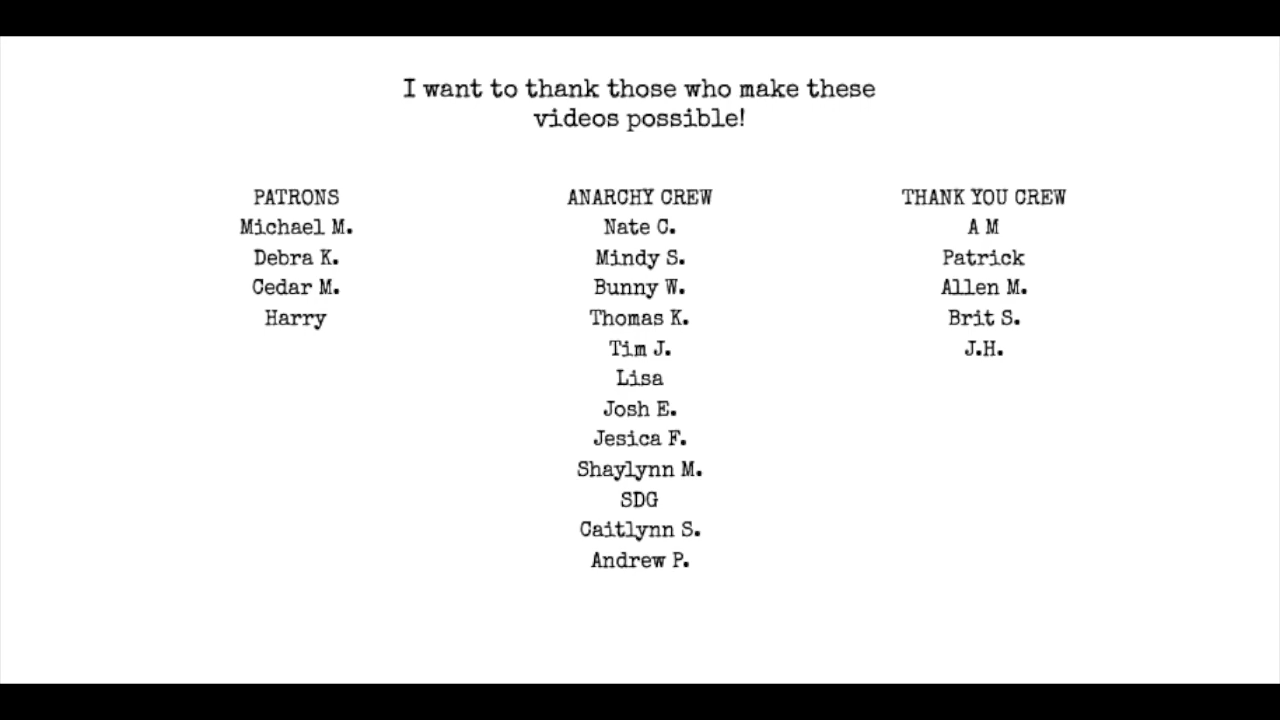 I want to thank those who make these
videos possible!
PATRONS
Michael M.
Debra K.
Cedar M.
Harry
ANARCHY CREW
Nate C.
Mindy S.
Bunny W.
Thomas K.
Tim J.
Lisa
Josh E.
Jesica F.
Shaylynn M.
SDG
Caitlynn S.
Andrew P.
THANK YOU CREW
A M
Patrick
Allen M.
Brit S.
J.H.